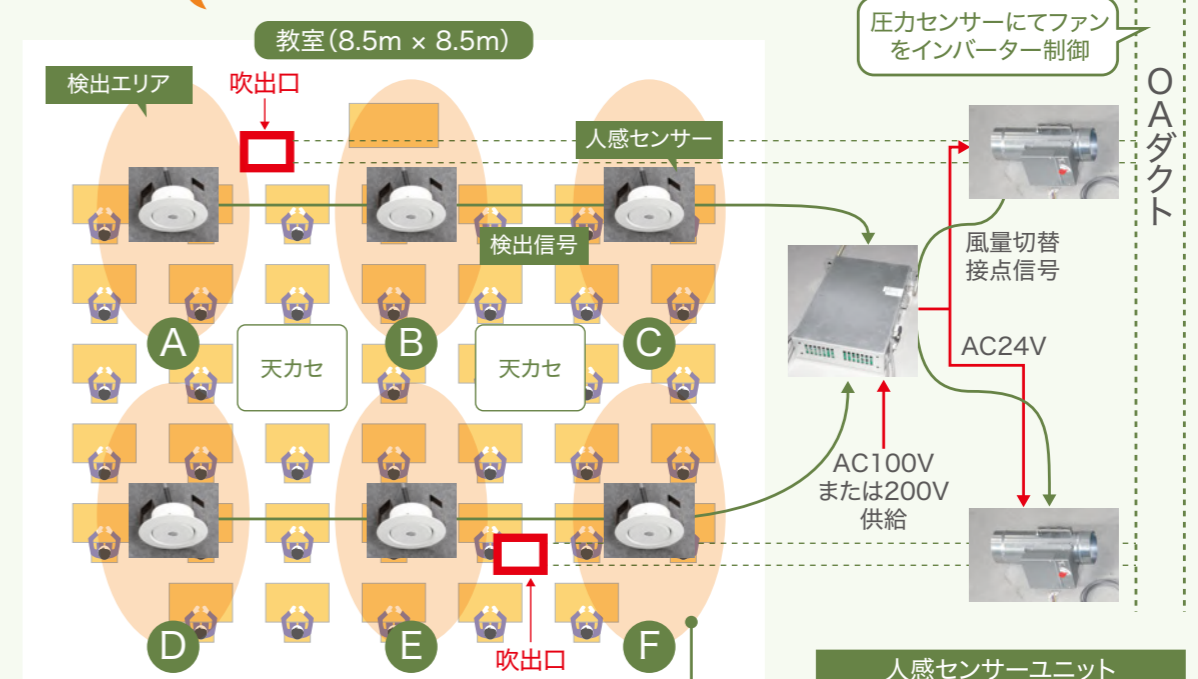 圧力センサーにてファン
をインバーター制御
教室(8.5m × 8.5m)
検出エリア
吹出口
人感センサー
OAダクト
検出信号
風量切替
接点信号
A
B
C
天カセ
天カセ
AC24V
AC100V
または200V
供給
D
E
F
吹出口
人感センサーユニット